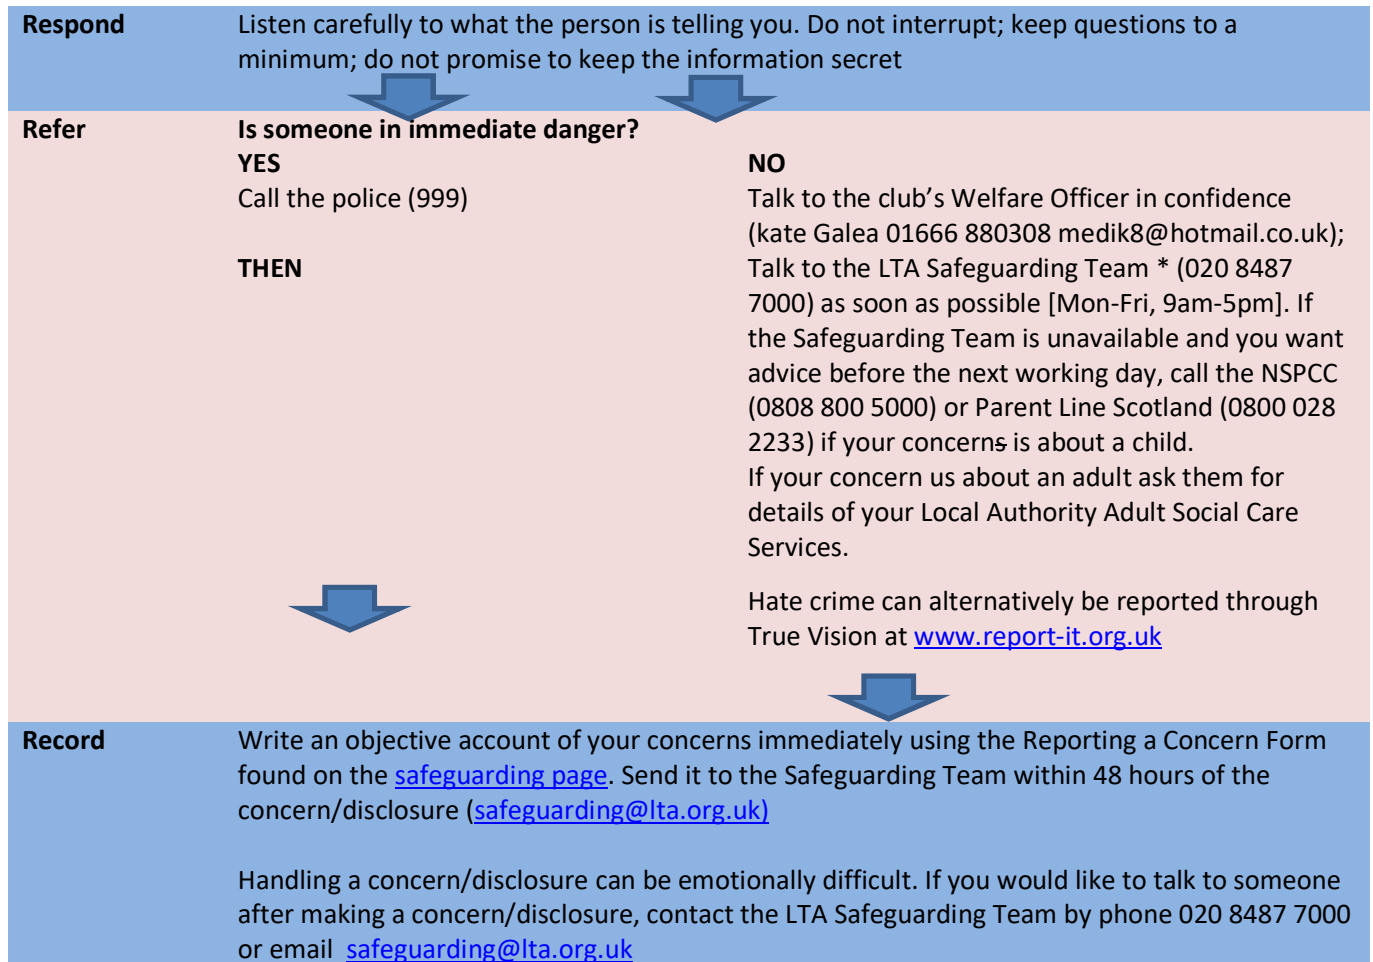 Respond
Listen carefully to what the person is telling you. Do not interrupt; keep questions to a
minimum; do not promise to keep the information secret
Refer
Is someone in immediate danger?
YES
Call the police (999)
THEN
NO
Talk to the club’s Welfare Officer in confidence
(kate Galea 01666 880308 medik8@hotmail.co.uk);
Talk to the LTA Safeguarding Team * (020 8487
7000) as soon as possible [Mon-Fri, 9am-5pm]. If
the Safeguarding Team is unavailable and you want
advice before the next working day, call the NSPCC
(0808 800 5000) or Parent Line Scotland (0800 028
2233) if your concerns is about a child.
If your concern us about an adult ask them for
details of your Local Authority Adult Social Care
Services.
Hate crime can alternatively be reported through
True Vision at www.report-it.org.uk
Record
Write an objective account of your concerns immediately using the Reporting a Concern Form
found on the safeguarding page. Send it to the Safeguarding Team within 48 hours of the
concern/disclosure (safeguarding@lta.org.uk)
Handling a concern/disclosure can be emotionally difficult. If you would like to talk to someone
after making a concern/disclosure, contact the LTA Safeguarding Team by phone 020 8487 7000
or email safeguarding@lta.org.uk